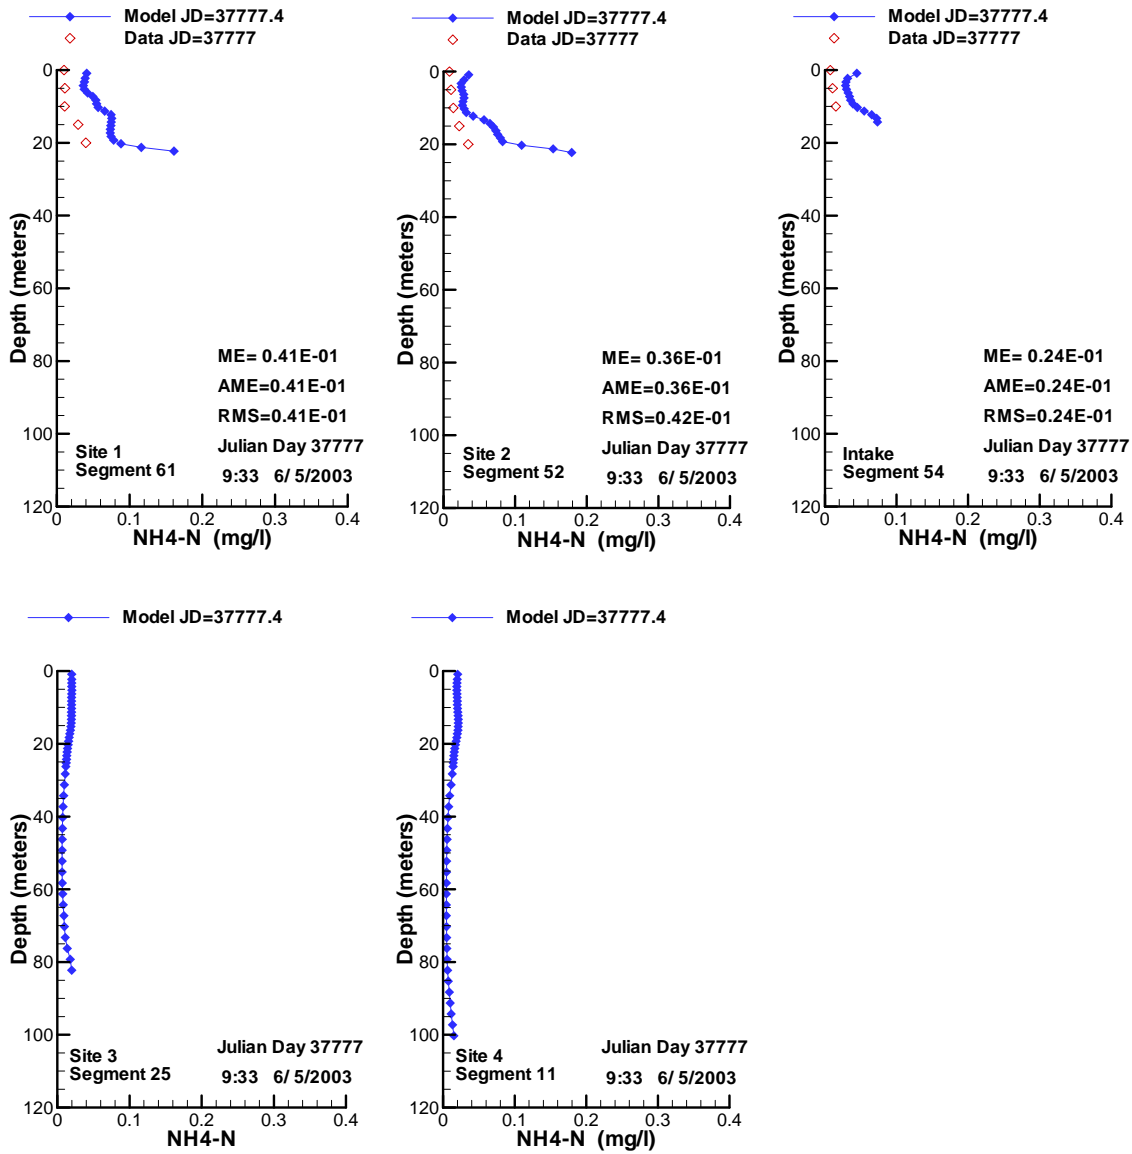 Model JD=37777.4
Data JD=37777
0
20
40
60
80
100
120
Depth (meters)
ME= 0.41E-01
AME=0.41E-01
RMS=0.41E-01
Site 1
Segment 61
Julian Day 37777
9:33 6/ 5/2003
0 0.1 0.2 0.3 0.4
NH4-N (mg/l)
Model JD=37777.4
Data JD=37777
0
20
40
60
80
100
120
Depth (meters)
ME= 0.36E-01
AME=0.36E-01
RMS=0.42E-01
Site 2
Segment 52
Julian Day 37777
9:33 6/ 5/2003
0 0.1 0.2 0.3 0.4
NH4-N (mg/l)
Model JD=37777.4
Data JD=37777
0
20
40
60
80
100
120
Depth (meters)
ME= 0.24E-01
AME=0.24E-01
RMS=0.24E-01
Intake
Segment 54
Julian Day 37777
9:33 6/ 5/2003
0 0.1 0.2 0.3 0.4
NH4-N (mg/l)
Model JD=37777.4
0
20
40
60
80
100
120
Depth (meters)
Site 3
Segment 25
Julian Day 37777
9:33 6/ 5/2003
0 0.1 0.2 0.3 0.4
NH4-N
Model JD=37777.4
0
20
40
60
80
100
120
Depth (meters)
Site 4
Segment 11
Julian Day 37777
9:33 6/ 5/2003
0 0.1 0.2 0.3 0.4
NH4-N (mg/l)